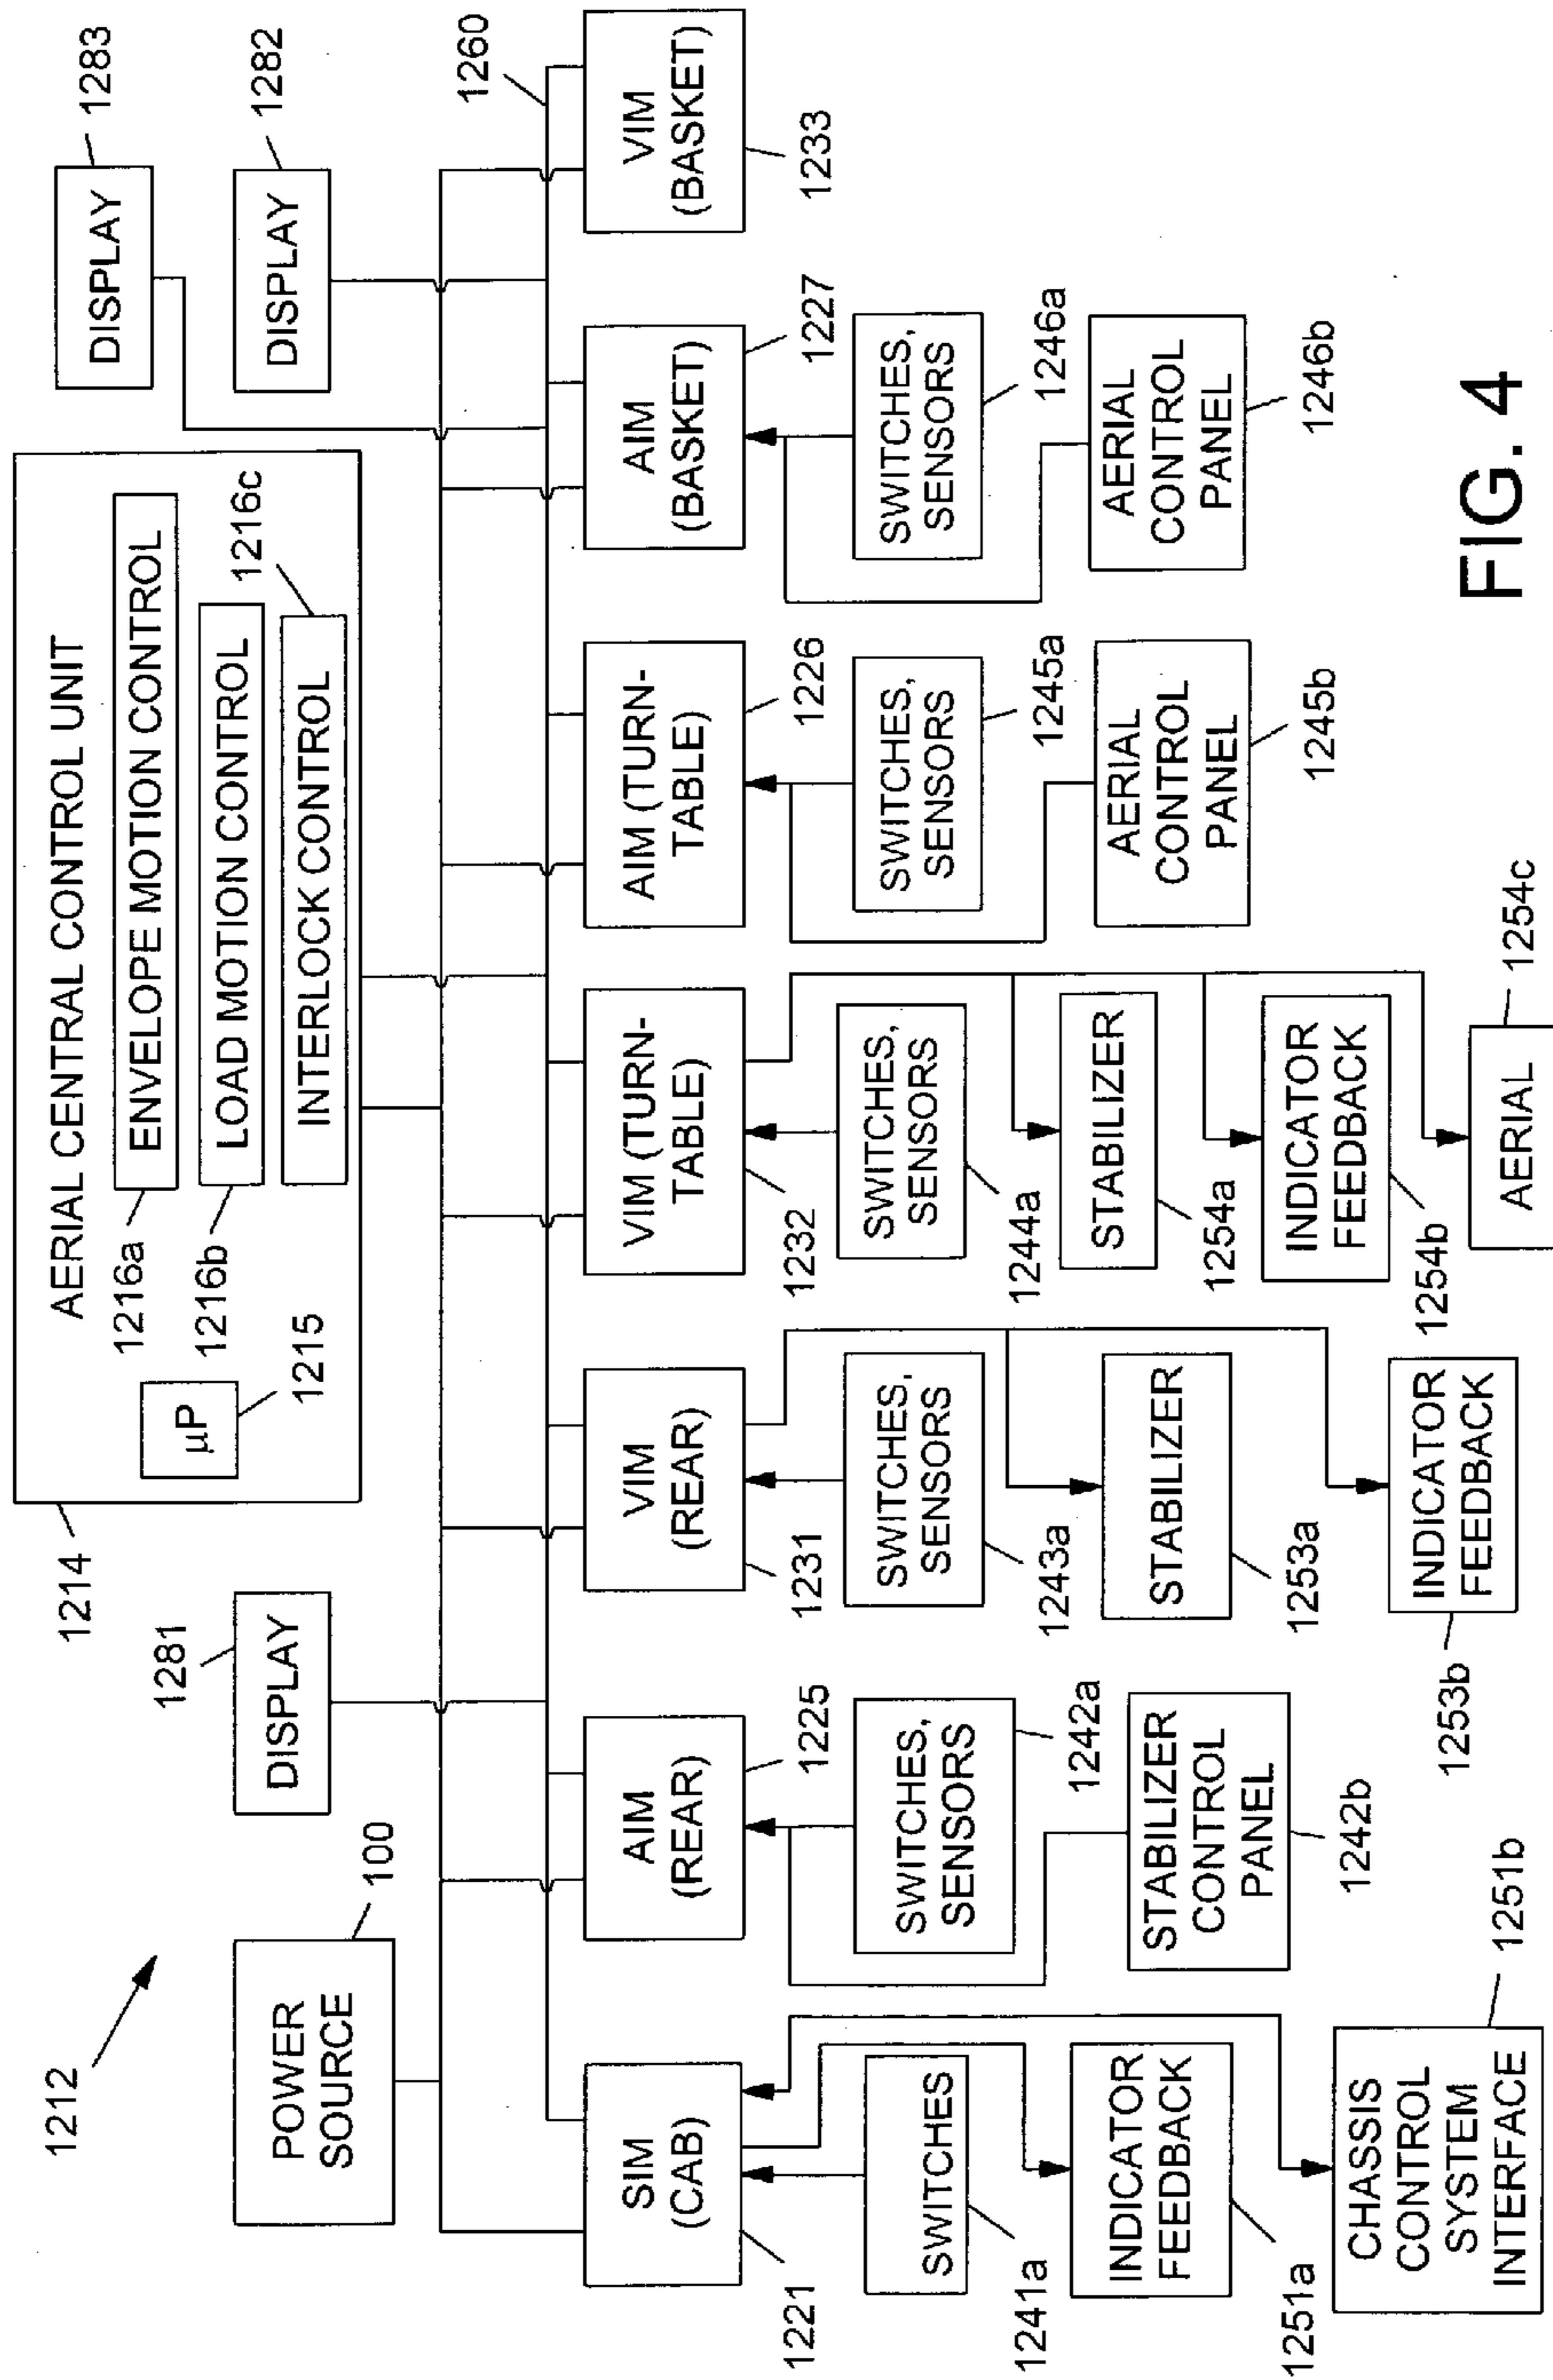 1212
POWER
SOURCE
100
DISPLAY
1281
1214
AERIAL CENTRAL CONTROL UNIT
µP
1215
1216a
ENVELOPE MOTION CONTROL
1216b
LOAD MOTION CONTROL
INTERLOCK CONTROL
1216c
DISPLAY
1283
DISPLAY
1282
1260
SIM
(CAB)
1221
AIM
(REAR)
1225
VIM
(REAR)
1231
VIM (TURN-
TABLE)
1232
AIM (TURN-
TABLE)
1226
AIM
(BASKET)
1227
VIM
(BASKET)
1233
SWITCHES
1241a
INDICATOR
FEEDBACK
1251a
CHASSIS
CONTROL
SYSTEM
INTERFACE
1251b
SWITCHES,
SENSORS
1242a
STABILIZER
CONTROL
PANEL
1242b
SWITCHES,
SENSORS
1243a
STABILIZER
1253a
INDICATOR
FEEDBACK
1253b
SWITCHES,
SENSORS
1244a
STABILIZER
1254a
INDICATOR
FEEDBACK
1254b
AERIAL
1254c
SWITCHES,
SENSORS
1245a
AERIAL
CONTROL
PANEL
1245b
SWITCHES,
SENSORS
1246a
AERIAL
CONTROL
PANEL
1246b
FIG. 4